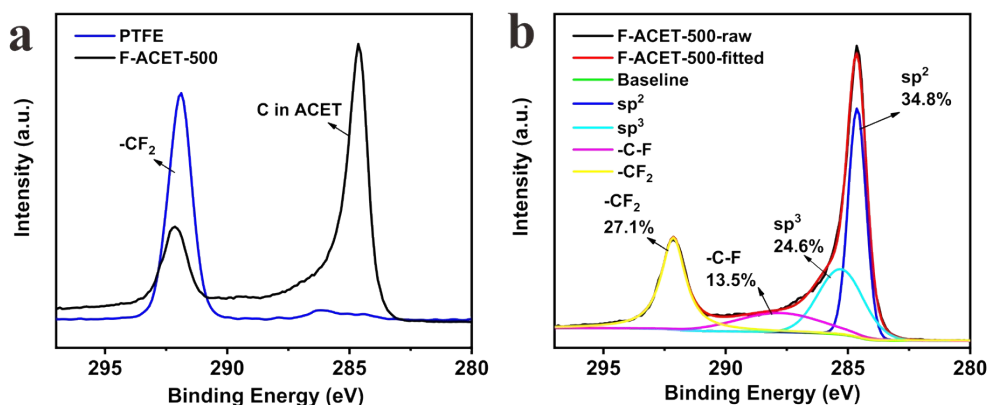 a
Intensity (a.u.)
PTFE
F-ACET-500
-CF₂
C in ACET
295
290
285
280
Binding Energy (eV)
b
Intensity (a.u.)
F-ACET-500-raw
F-ACET-500-fitted
Baseline
sp²
sp³
-C-F
-CF₂
sp²
34.8%
-CF₂
27.1%
-C-F
13.5%
sp³
24.6%
295
290
285
280
Binding Energy (eV)